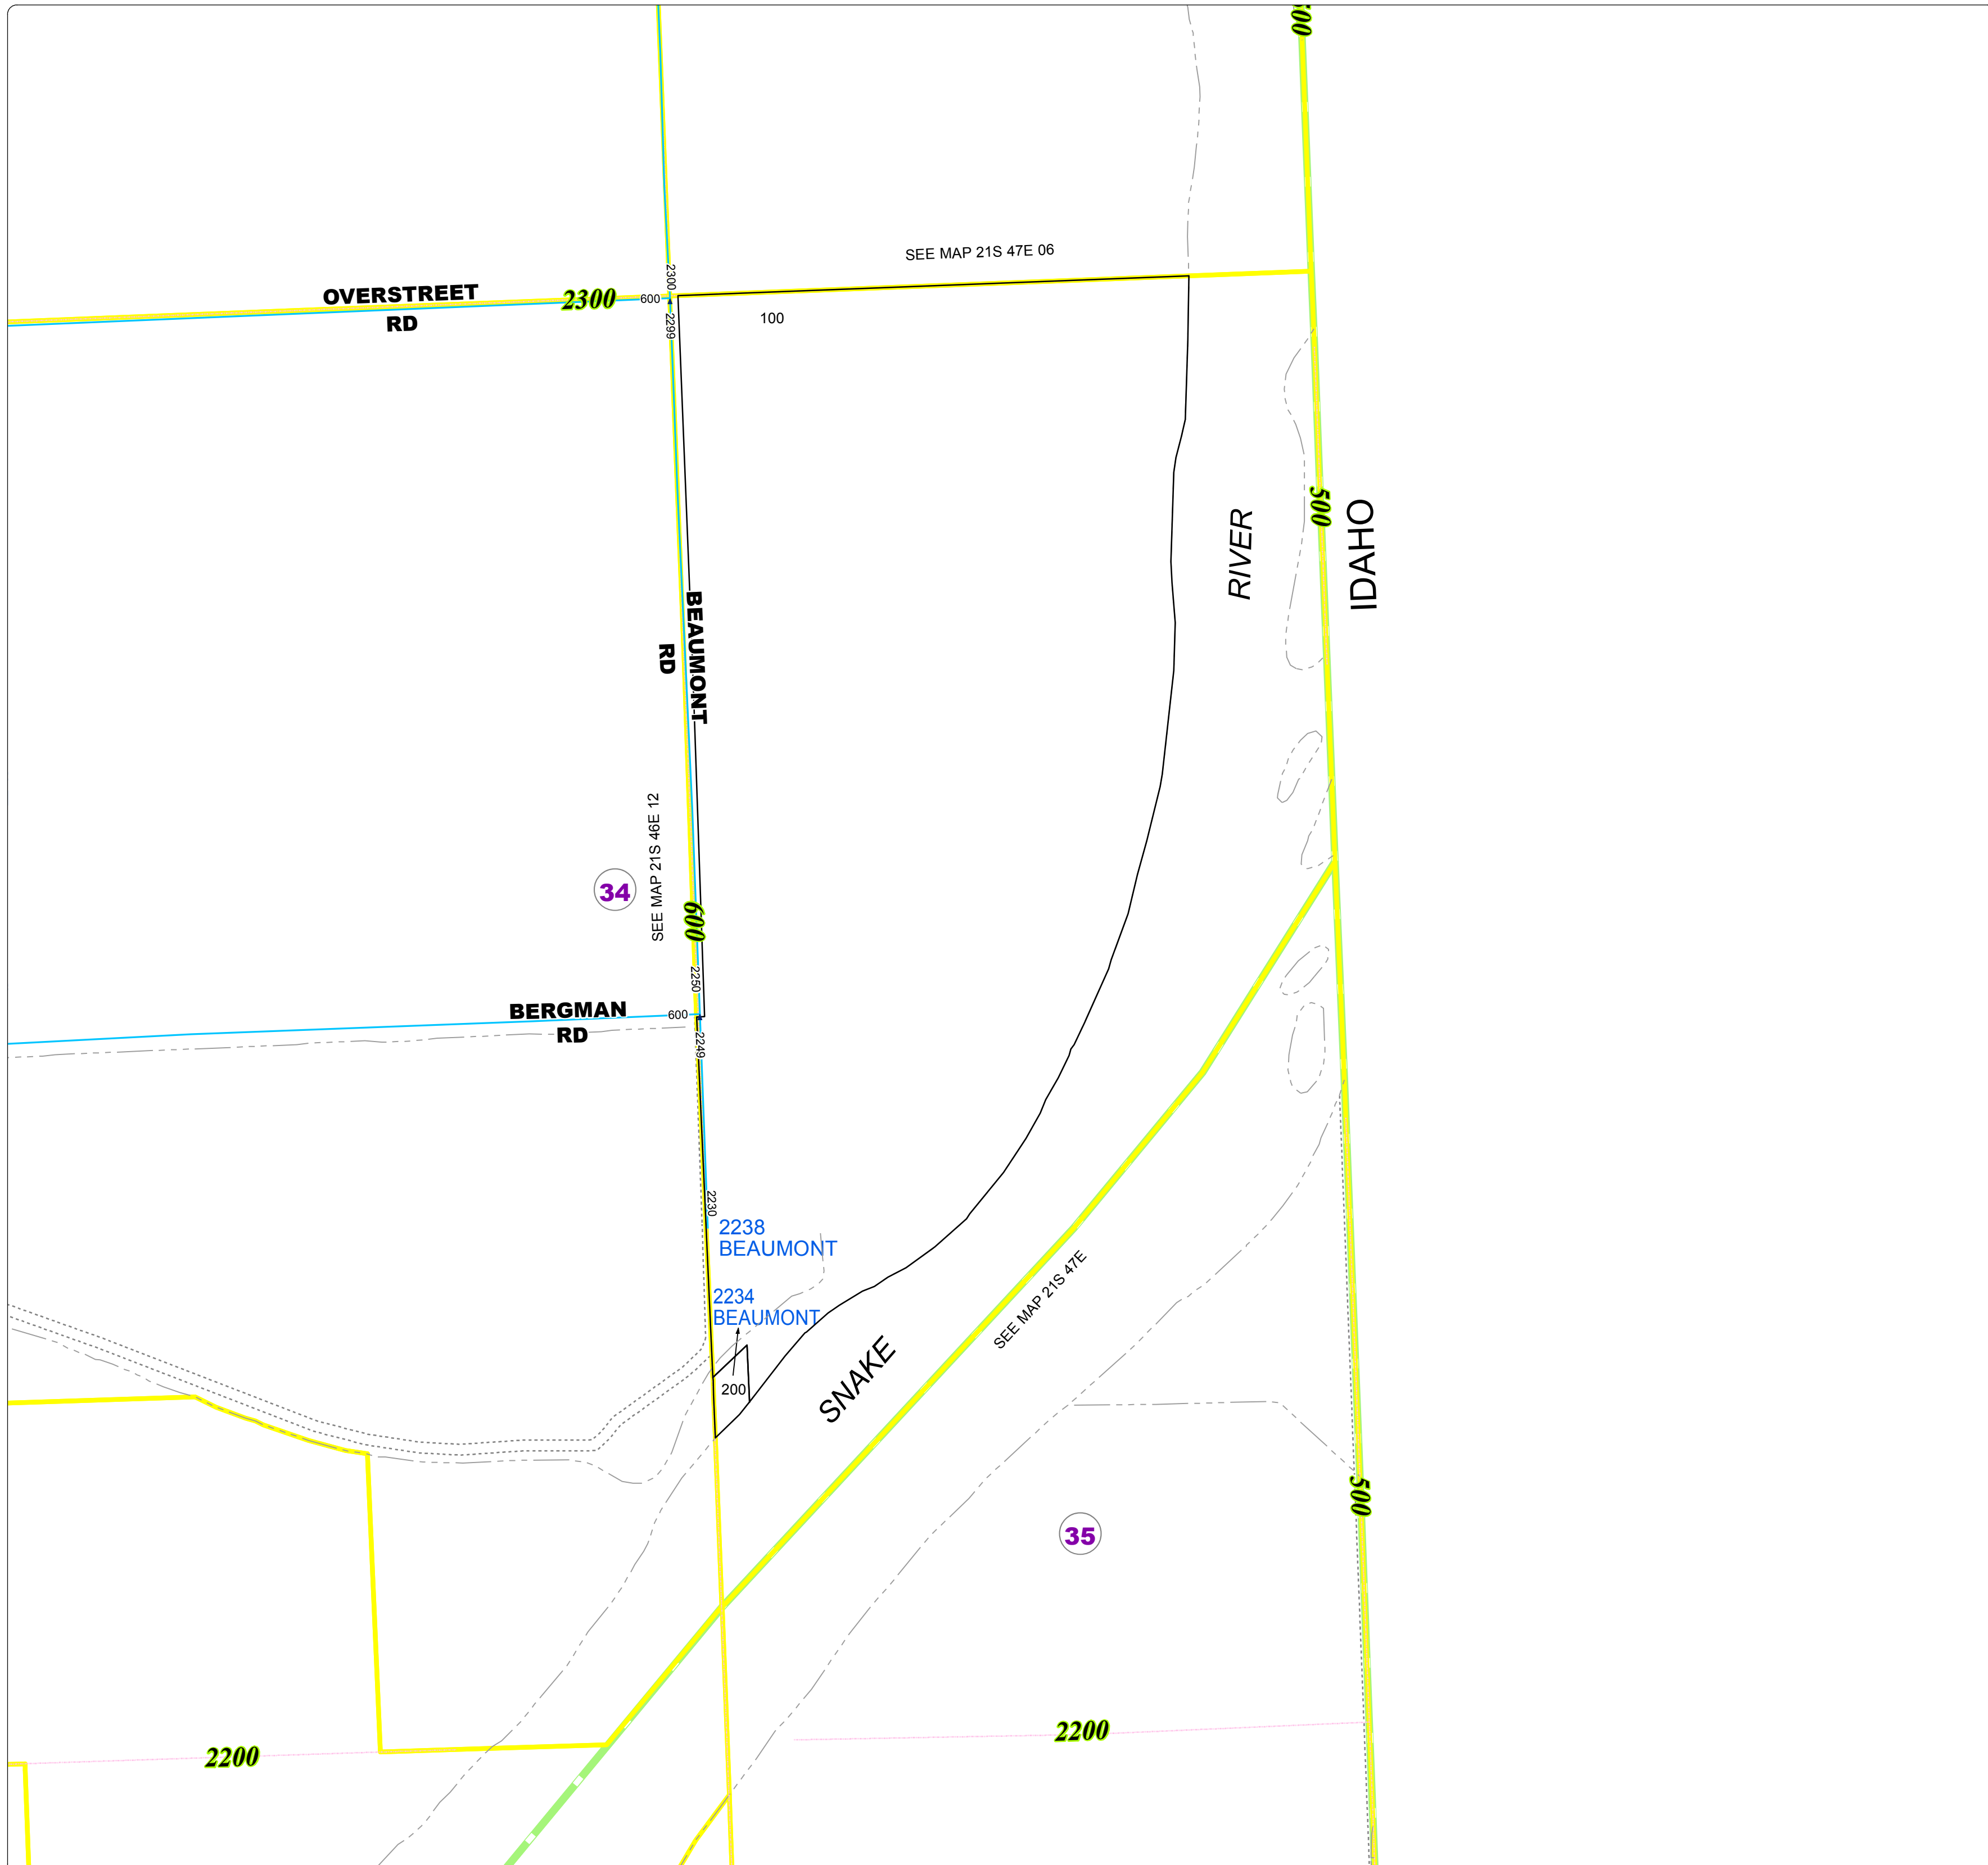 500
SEE MAP 21S 47E 06
2300
OVERSTREET
RD
2300
600
2299
100
500
RIVER
IDAHO
BEAUMONT
RD
SEE MAP 21S 46E 12
34
600
2250
BERGMAN
RD
600
2249
2230
2238
BEAUMONT
2234
BEAUMONT
200
SEE MAP 21S 47E
SNAKE
500
35
2200
2200